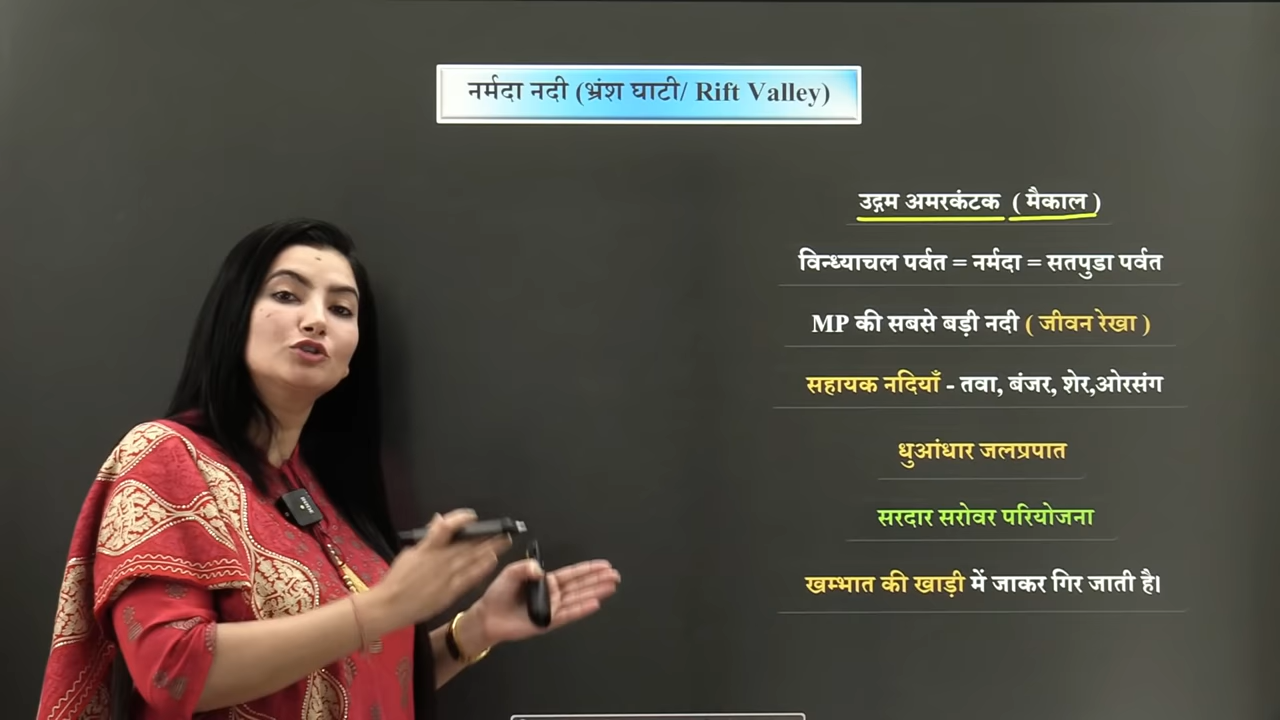 नर्मदा नदी (भ्रंश घाटी/ Rift Valley)
उद्गम अमरकंटक ( मैकाल )
विन्ध्याचल पर्वत = नर्मदा = सतपुडा पर्वत
MP की सबसे बड़ी नदी ( जीवन रेखा )
सहायक नदियाँ - तवा, बंजर, शेर,ओरसंग
धुआंधार जलप्रपात
सरदार सरोवर परियोजना
खम्भात की खाड़ी में जाकर गिर जाती है।